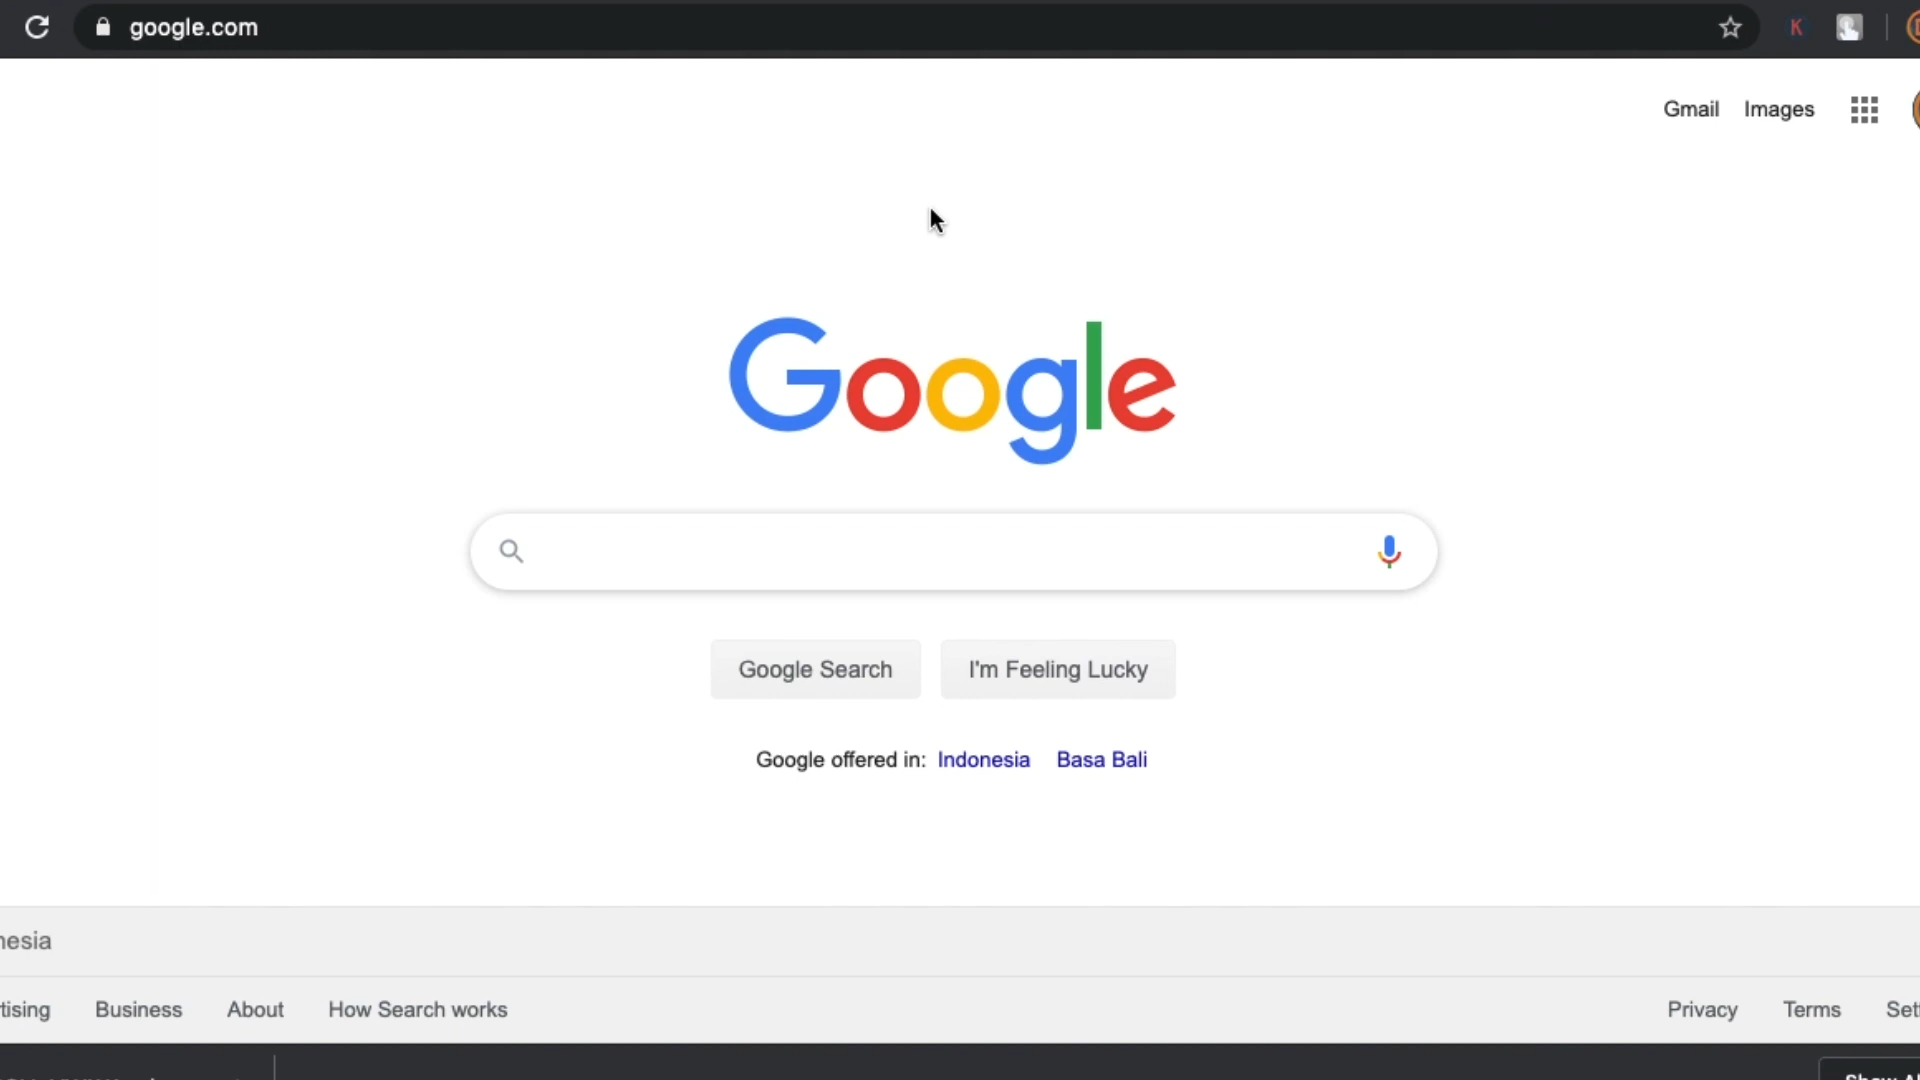 google.com
K
Gmail Images
Google
Google Search I'm Feeling Lucky
Google offered in: Indonesia Basa Bali
nesia
tising Business About How Search works Privacy Terms Sett